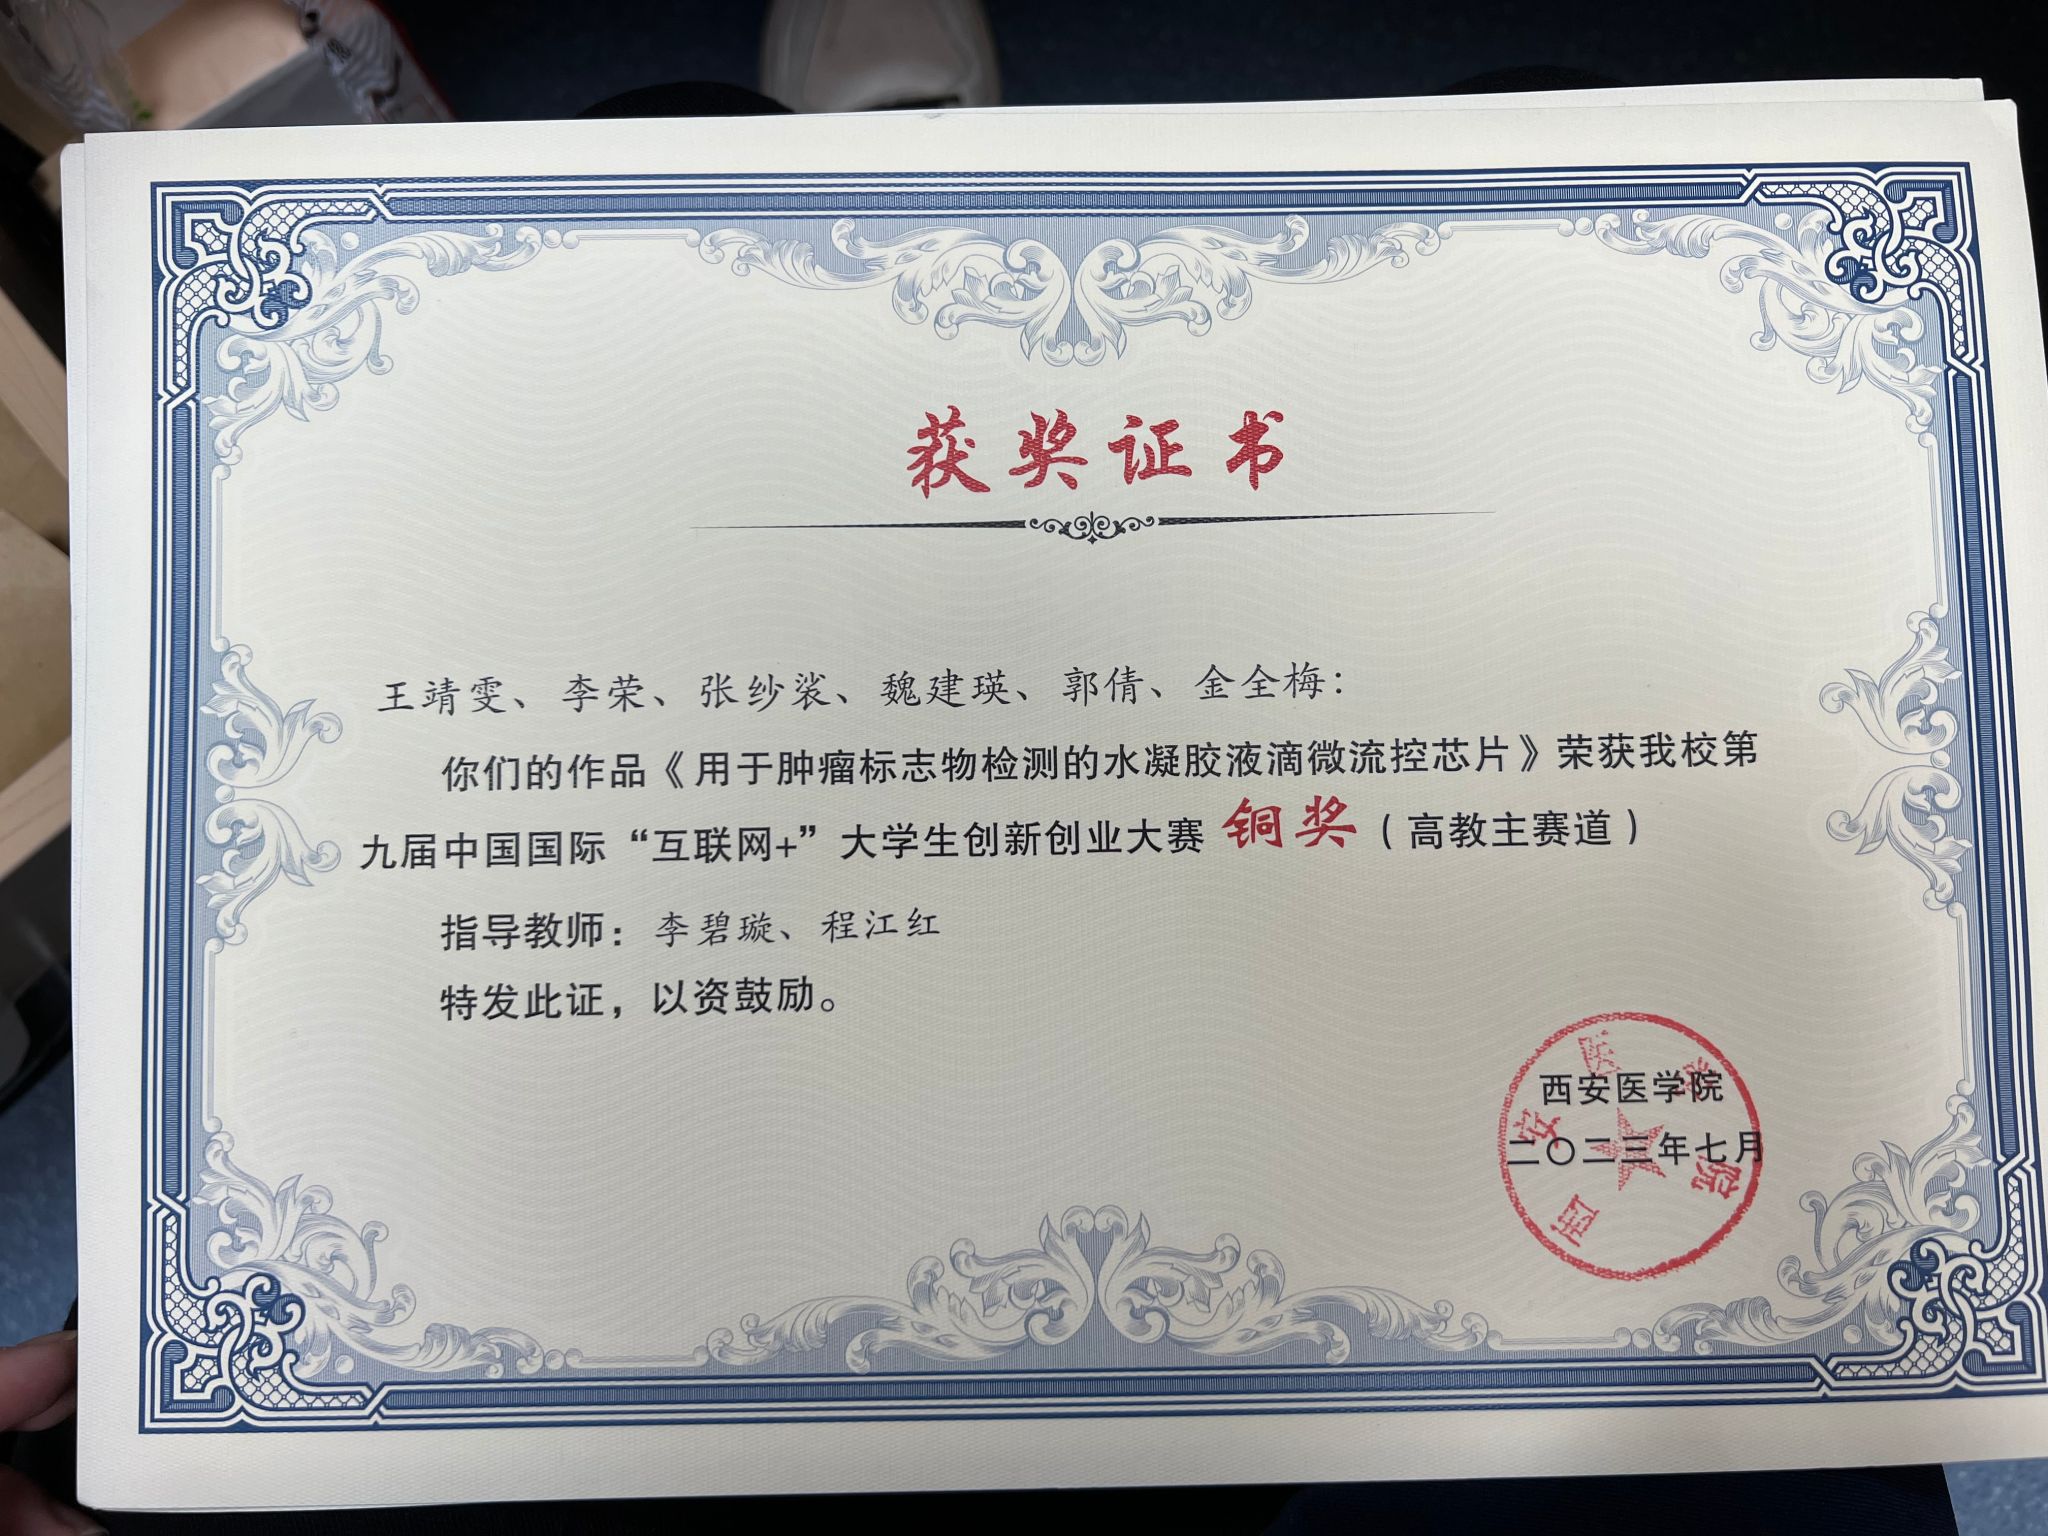 获奖证书
王靖雯、李荣、张纱裟、魏建瑛、郭倩、金全梅：
你们的作品《用于肿瘤标志物检测的水凝胶液滴微流控芯片》荣获我校第
九届中国国际“互联网+”大学生创新创业大赛 铜奖（高教主赛道）
指导教师：李碧璇、程江红
特发此证，以资鼓励。
西安医学院
西安医学院
二〇二三年七月